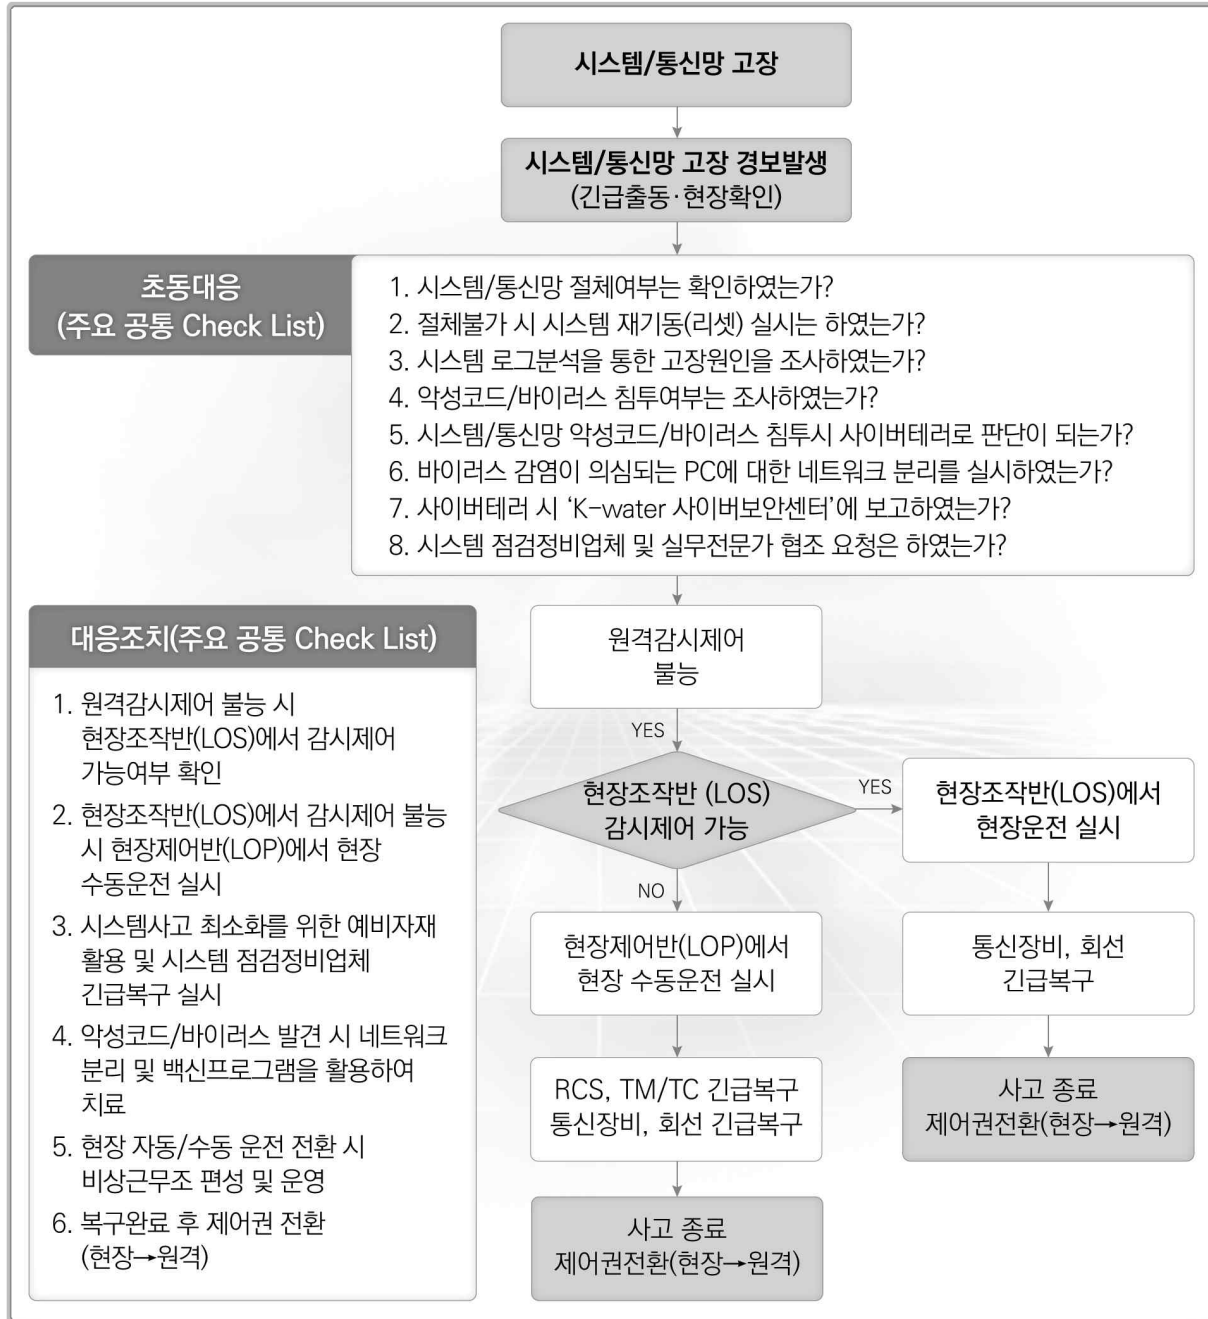 시스템/통신망 고장
시스템/통신망 고장 경보발생
(긴급출동·현장확인)
초동대응
(주요 공통 Check List)
1. 시스템/통신망 절체여부는 확인하였는가?
2. 절체불가 시 시스템 재기동(리셋) 실시는 하였는가?
3. 시스템 로그분석을 통한 고장원인을 조사하였는가?
4. 악성코드/바이러스 침투여부는 조사하였는가?
5. 시스템/통신망 악성코드/바이러스 침투시 사이버테러로 판단이 되는가?
6. 바이러스 감염이 의심되는 PC에 대한 네트워크 분리를 실시하였는가?
7. 사이버테러 시 ‘K-water 사이버보안센터’에 보고하였는가?
8. 시스템 점검정비업체 및 실무전문가 협조 요청은 하였는가?
대응조치(주요 공통 Check List)
1. 원격감시제어 불능 시
현장조작반(LOS)에서 감시제어
가능여부 확인
2. 현장조작반(LOS)에서 감시제어 불능
시 현장제어반(LOP)에서 현장
수동운전 실시
3. 시스템사고 최소화를 위한 예비자재
활용 및 시스템 점검정비업체
긴급복구 실시
4. 악성코드/바이러스 발견 시 네트워크
분리 및 백신프로그램을 활용하여
치료
5. 현장 자동/수동 운전 전환 시
비상근무조 편성 및 운영
6. 복구완료 후 제어권 전환
(현장→원격)
원격감시제어
불능
YES
현장조작반 (LOS)
감시제어 가능
YES
현장조작반(LOS)에서
현장운전 실시
NO
현장제어반(LOP)에서
현장 수동운전 실시
통신장비, 회선
긴급복구
RCS, TM/TC 긴급복구
통신장비, 회선 긴급복구
사고 종료
제어권전환(현장→원격)
사고 종료
제어권전환(현장→원격)